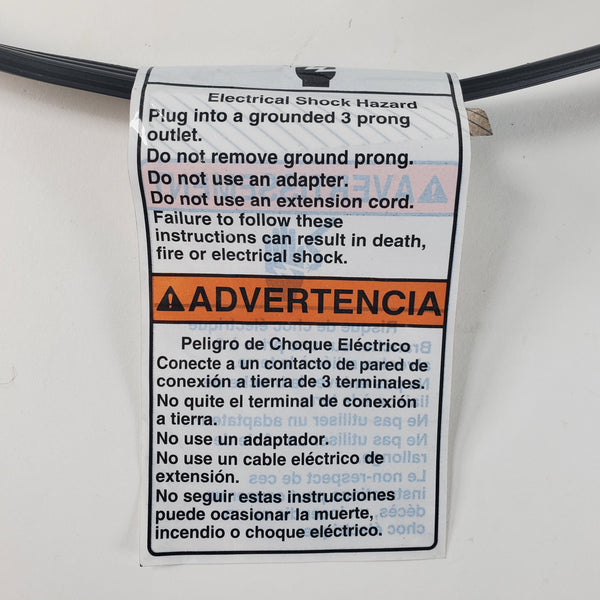 Electrical Shock Hazard
Plug into a grounded 3 prong
outlet.
Do not remove ground prong.
Do not use an adapter.
Do not use an extension cord.
Failure to follow these
instructions can result in death,
fire or electrical shock.
ADVERTENCIA
Peligro de Choque Eléctrico
Conecte a un contacto de pared de
conexión a tierra de 3 terminales.
No quite el terminal de conexión
a tierra.
No use un adaptador.
No use un cable eléctrico de
extensión.
No seguir estas instrucciones
puede ocasionar la muerte,
incendio o choque eléctrico.